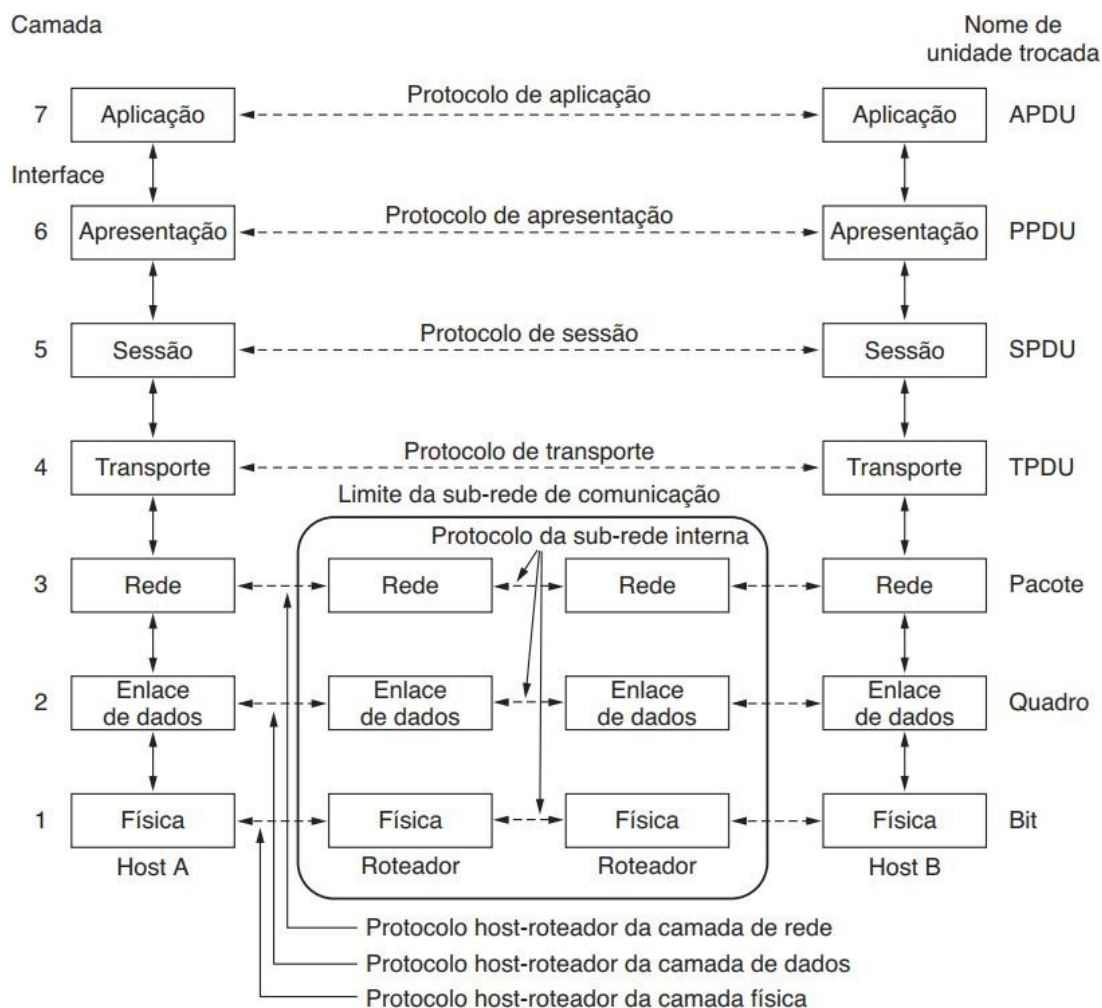 Camada
Nome de
unidade trocada
Protocolo de aplicação
7 Aplicação Aplicação APDU
Interface
Protocolo de apresentação
6 Apresentação Apresentação PPDU
Protocolo de sessão
5 Sessão Sessão SPDU
Protocolo de transporte
4 Transporte Transporte TPDU
Limite da sub-rede de comunicação
Protocolo da sub-rede interna
3 Rede Rede Rede Rede Pacote
Enlace Enlace Enlace Enlace
2 de dados de dados de dados de dados Quadro
1 Física Física Física Física Bit
Host A Roteador Roteador Host B
Protocolo host-roteador da camada de rede
Protocolo host-roteador da camada de dados
Protocolo host-roteador da camada física